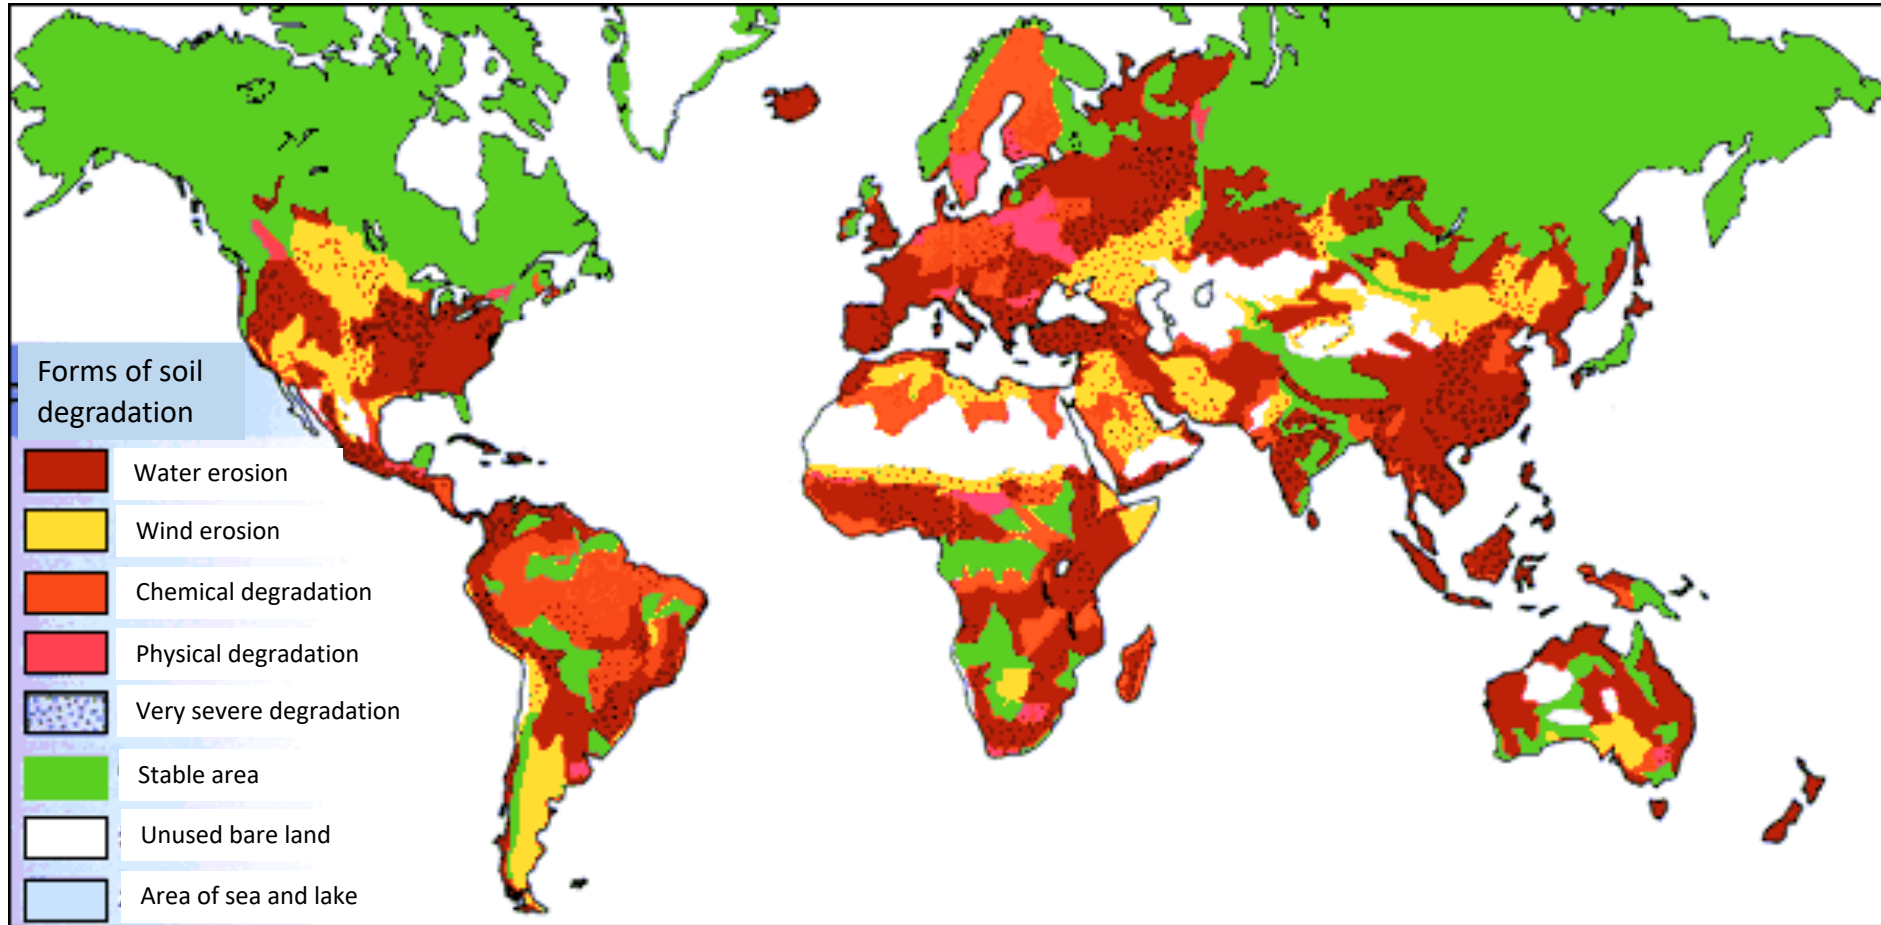 Forms of soil
degradation
Water erosion
Wind erosion
Chemical degradation
Physical degradation
Very severe degradation
Stable area
Unused bare land
Area of sea and lake